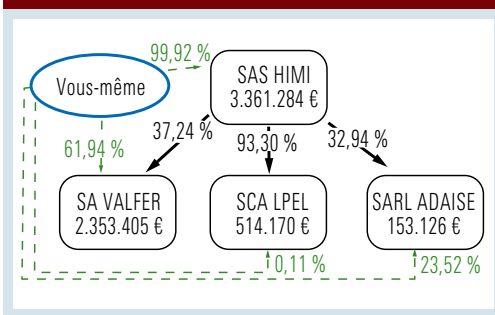 99,92 %
Vous-même
SAS HIMI
3.361.284 €
61,94 %
37,24 %
93,30 %
32,94 %
SA VALFER
2.353.405 €
SCA LPEL
514.170 €
SARL ADAISE
153.126 €
0,11 %
23,52 %